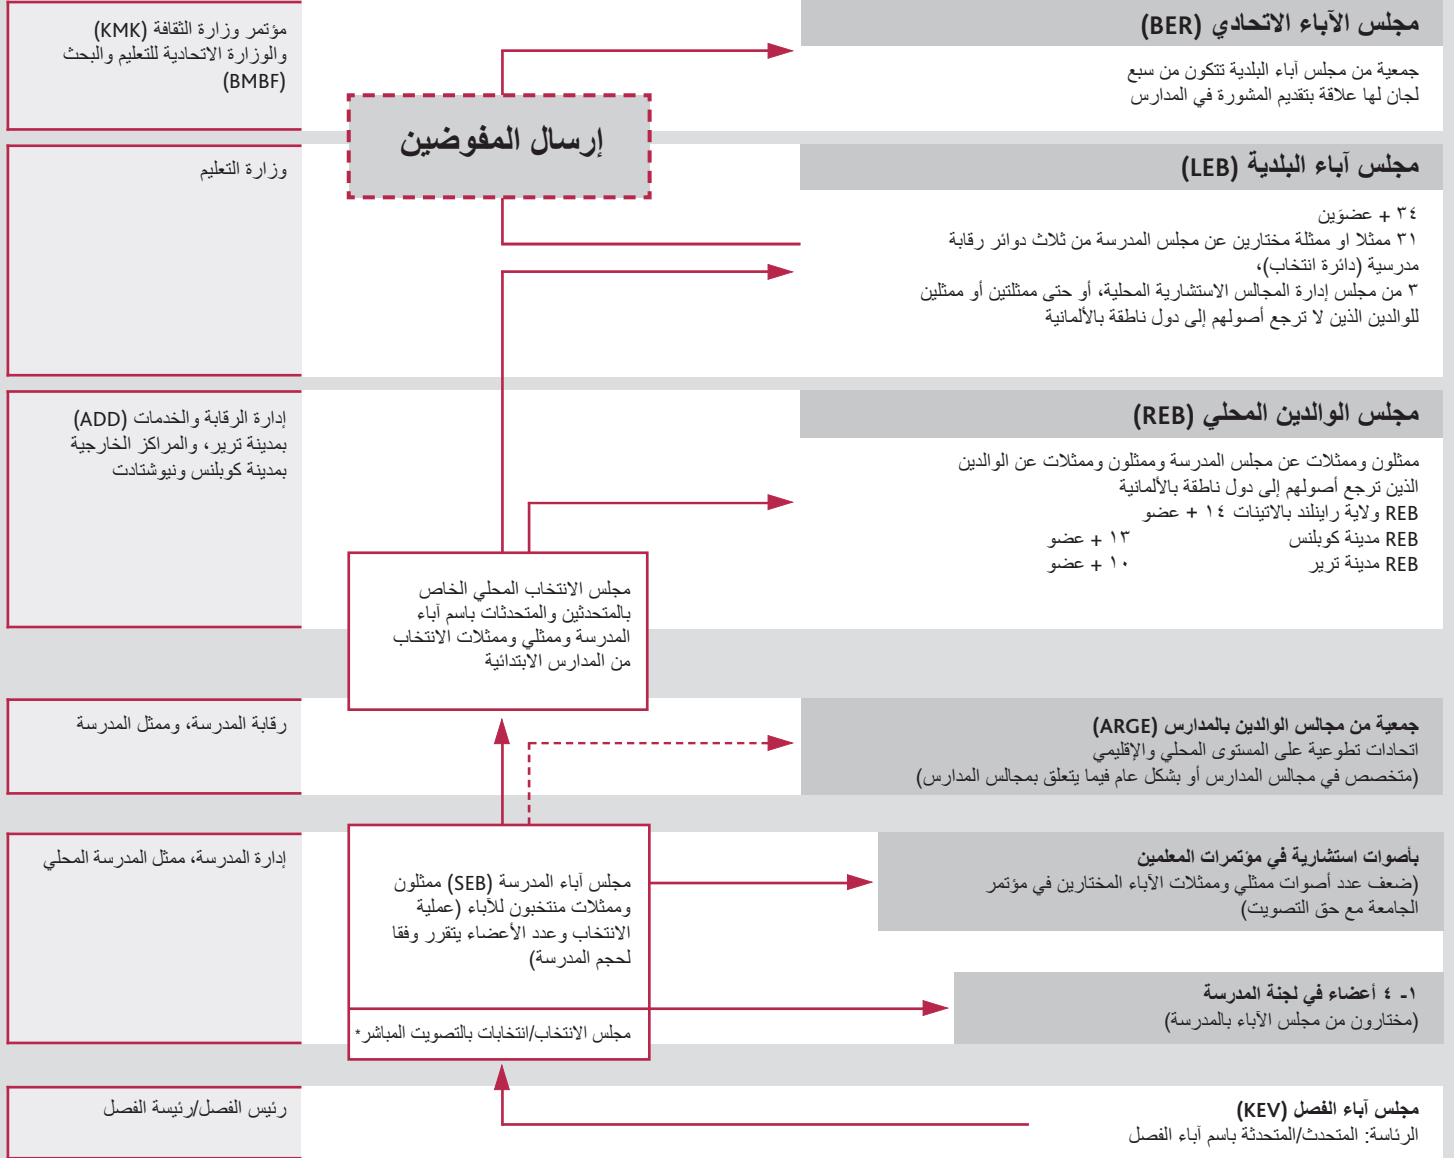 مجلس الآباء الاتحادي (BER)
جمعية من مجلس آباء البلدية تتكون من سبع
لجان لها علاقة بتقديم المشورة في المدارس
مؤتمر وزارة الثقافة (KMK)
والوزارة الاتحادية للتعليم والبحث
(BMBF)
إرسال المفوضين
مجلس آباء البلدية (LEB)
٣٤ + عضوَين
٣١ ممثلا او ممثلة مختارين عن مجلس المدرسة من ثلاث دوائر رقابة
مدرسية (دائرة انتخاب)،
٣ من مجلس إدارة المجالس الاستشارية المحلية، أو حتى ممثلتين أو ممثلين
للوالدين الذين لا ترجع أصولهم إلى دول ناطقة بالألمانية
وزارة التعليم
مجلس الوالدين المحلي (REB)
ممثلون وممثلات عن مجلس المدرسة وممثلون وممثلات عن الوالدين
الذين ترجع أصولهم إلى دول ناطقة بالألمانية
REB ولاية راينلند بالاتينات ١٤ + عضو
REB مدينة كوبلنس ١٣ + عضو
REB مدينة ترير ١٠ + عضو
إدارة الرقابة والخدمات (ADD)
بمدينة ترير، والمراكز الخارجية
بمدينة كوبلنس ونيوشتادت
مجلس الانتخاب المحلي الخاص
بالمتحدثين والمتحدثات باسم آباء
المدرسة وممثلي وممثلات الانتخاب
من المدارس الابتدائية
جمعية من مجالس الوالدين بالمدارس (ARGE)
اتحادات تطوعية على المستوى المحلي والإقليمي
(متخصص في مجالس المدارس أو بشكل عام فيما يتعلق بمجالس المدارس)
رقابة المدرسة، وممثل المدرسة
بأصوات استشارية في مؤتمرات المعلمين
(ضعف عدد أصوات ممثلي وممثلات الآباء المختارين في مؤتمر
الجامعة مع حق التصويت)
مجلس آباء المدرسة (SEB) ممثلون
وممثلات منتخبون للآباء (عملية
الانتخاب وعدد الأعضاء يتقرر وفقا
لحجم المدرسة)
إدارة المدرسة، ممثل المدرسة المحلي
١- ٤ أعضاء في لجنة المدرسة
(مختارون من مجلس الآباء بالمدرسة)
مجلس الانتخاب/انتخابات بالتصويت المباشر*
مجلس آباء الفصل (KEV)
الرئاسة: المتحدث/المتحدثة باسم آباء الفصل
رئيس الفصل/رئيسة الفصل